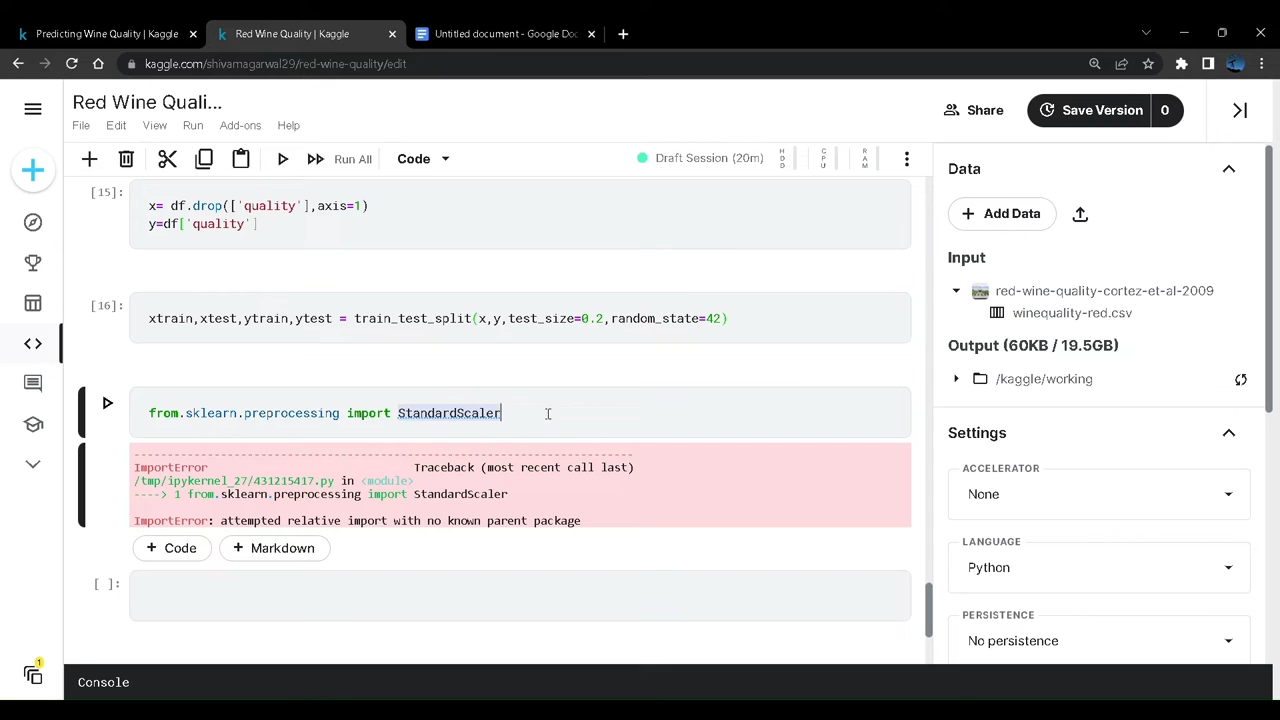 Predicting Wine Quality | Kaggle
Red Wine Quality | Kaggle
Untitled document - Google Doc
kaggle.com/shivamagarwal29/red-wine-quality/edit
Red Wine Quali...
Share
Save Version
0
File Edit View Run Add-ons Help
Run All
Code
Draft Session (20m)
HDD
CPU
RAM
Data
[15]:
x= df.drop(['quality'],axis=1)
y=df['quality']
Add Data
Input
red-wine-quality-cortez-et-al-2009
winequality-red.csv
[16]:
xtrain,xtest,ytrain,ytest = train_test_split(x,y,test_size=0.2,random_state=42)
Output (60KB / 19.5GB)
/kaggle/working
from.sklearn.preprocessing import StandardScaler
Settings
---------------------------------------------------------------------------
ImportError Traceback (most recent call last)
/tmp/ipykernel_27/431215417.py in <module>
----> 1 from.sklearn.preprocessing import StandardScaler
ImportError: attempted relative import with no known parent package
ACCELERATOR
None
+ Code
+ Markdown
LANGUAGE
Python
[ ]:
PERSISTENCE
No persistence
1
Console